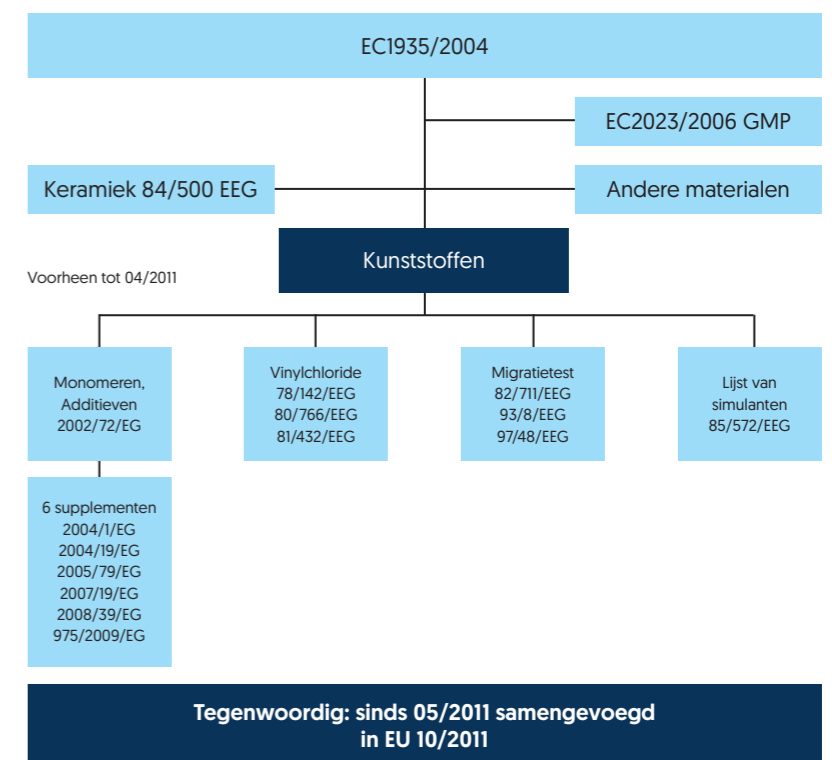 EC1935/2004
EC2023/2006 GMP
Keramiek 84/500 EEG
Andere materialen
Kunststoffen
Voorheen tot 04/2011
Monomeren,
Additieven
2002/72/EG
Vinylchloride
78/142/EEG
80/766/EEG
81/432/EEG
Migratietest
82/711/EEG
93/8/EEG
97/48/EEG
Lijst van
simulanten
85/572/EEG
6 supplementen
2004/1/EG
2004/19/EG
2005/79/EG
2007/19/EG
2008/39/EG
975/2009/EG
Tegenwoordig: sinds 05/2011 samengevoegd
in EU 10/2011